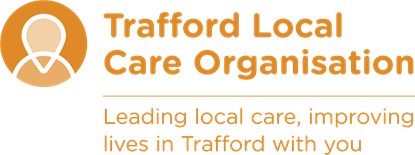 Trafford Local
Care Organisation
Leading local care, improving
lives in Trafford with you